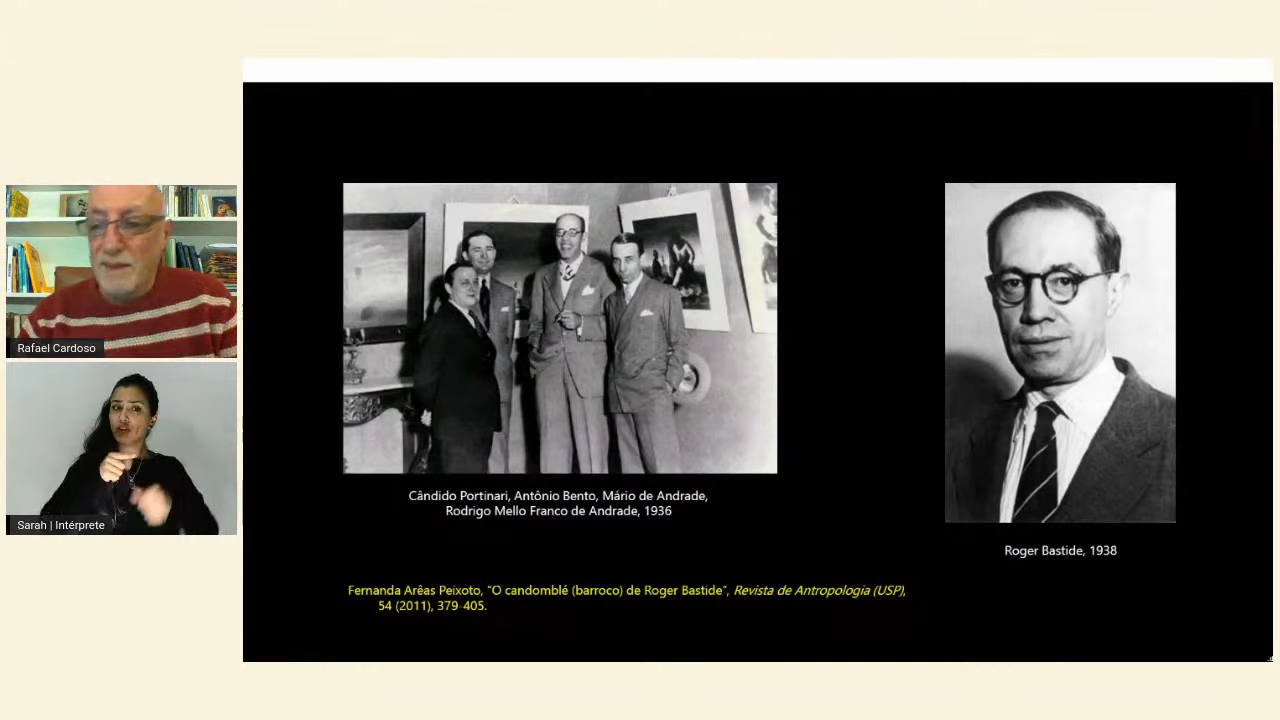 Rafael Cardoso
Sarah | Intérprete
Cândido Portinari, Antônio Bento, Mário de Andrade,
Rodrigo Mello Franco de Andrade, 1936
Roger Bastide, 1938
Fernanda Arêas Peixoto, "O candomblé (barroco) de Roger Bastide", Revista de Antropologia (USP),
54 (2011), 379-405.